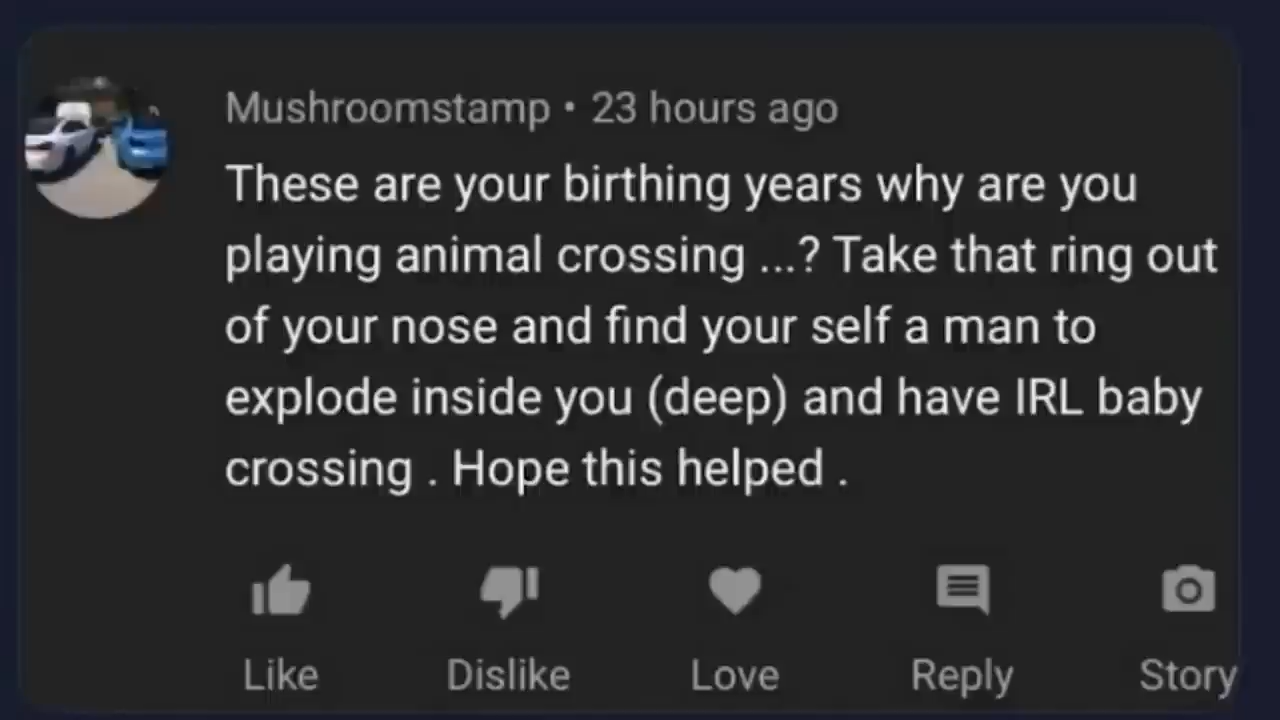 Mushroomstamp • 23 hours ago
These are your birthing years why are you
playing animal crossing ...? Take that ring out
of your nose and find your self a man to
explode inside you (deep) and have IRL baby
crossing . Hope this helped .
Like Dislike Love Reply Story